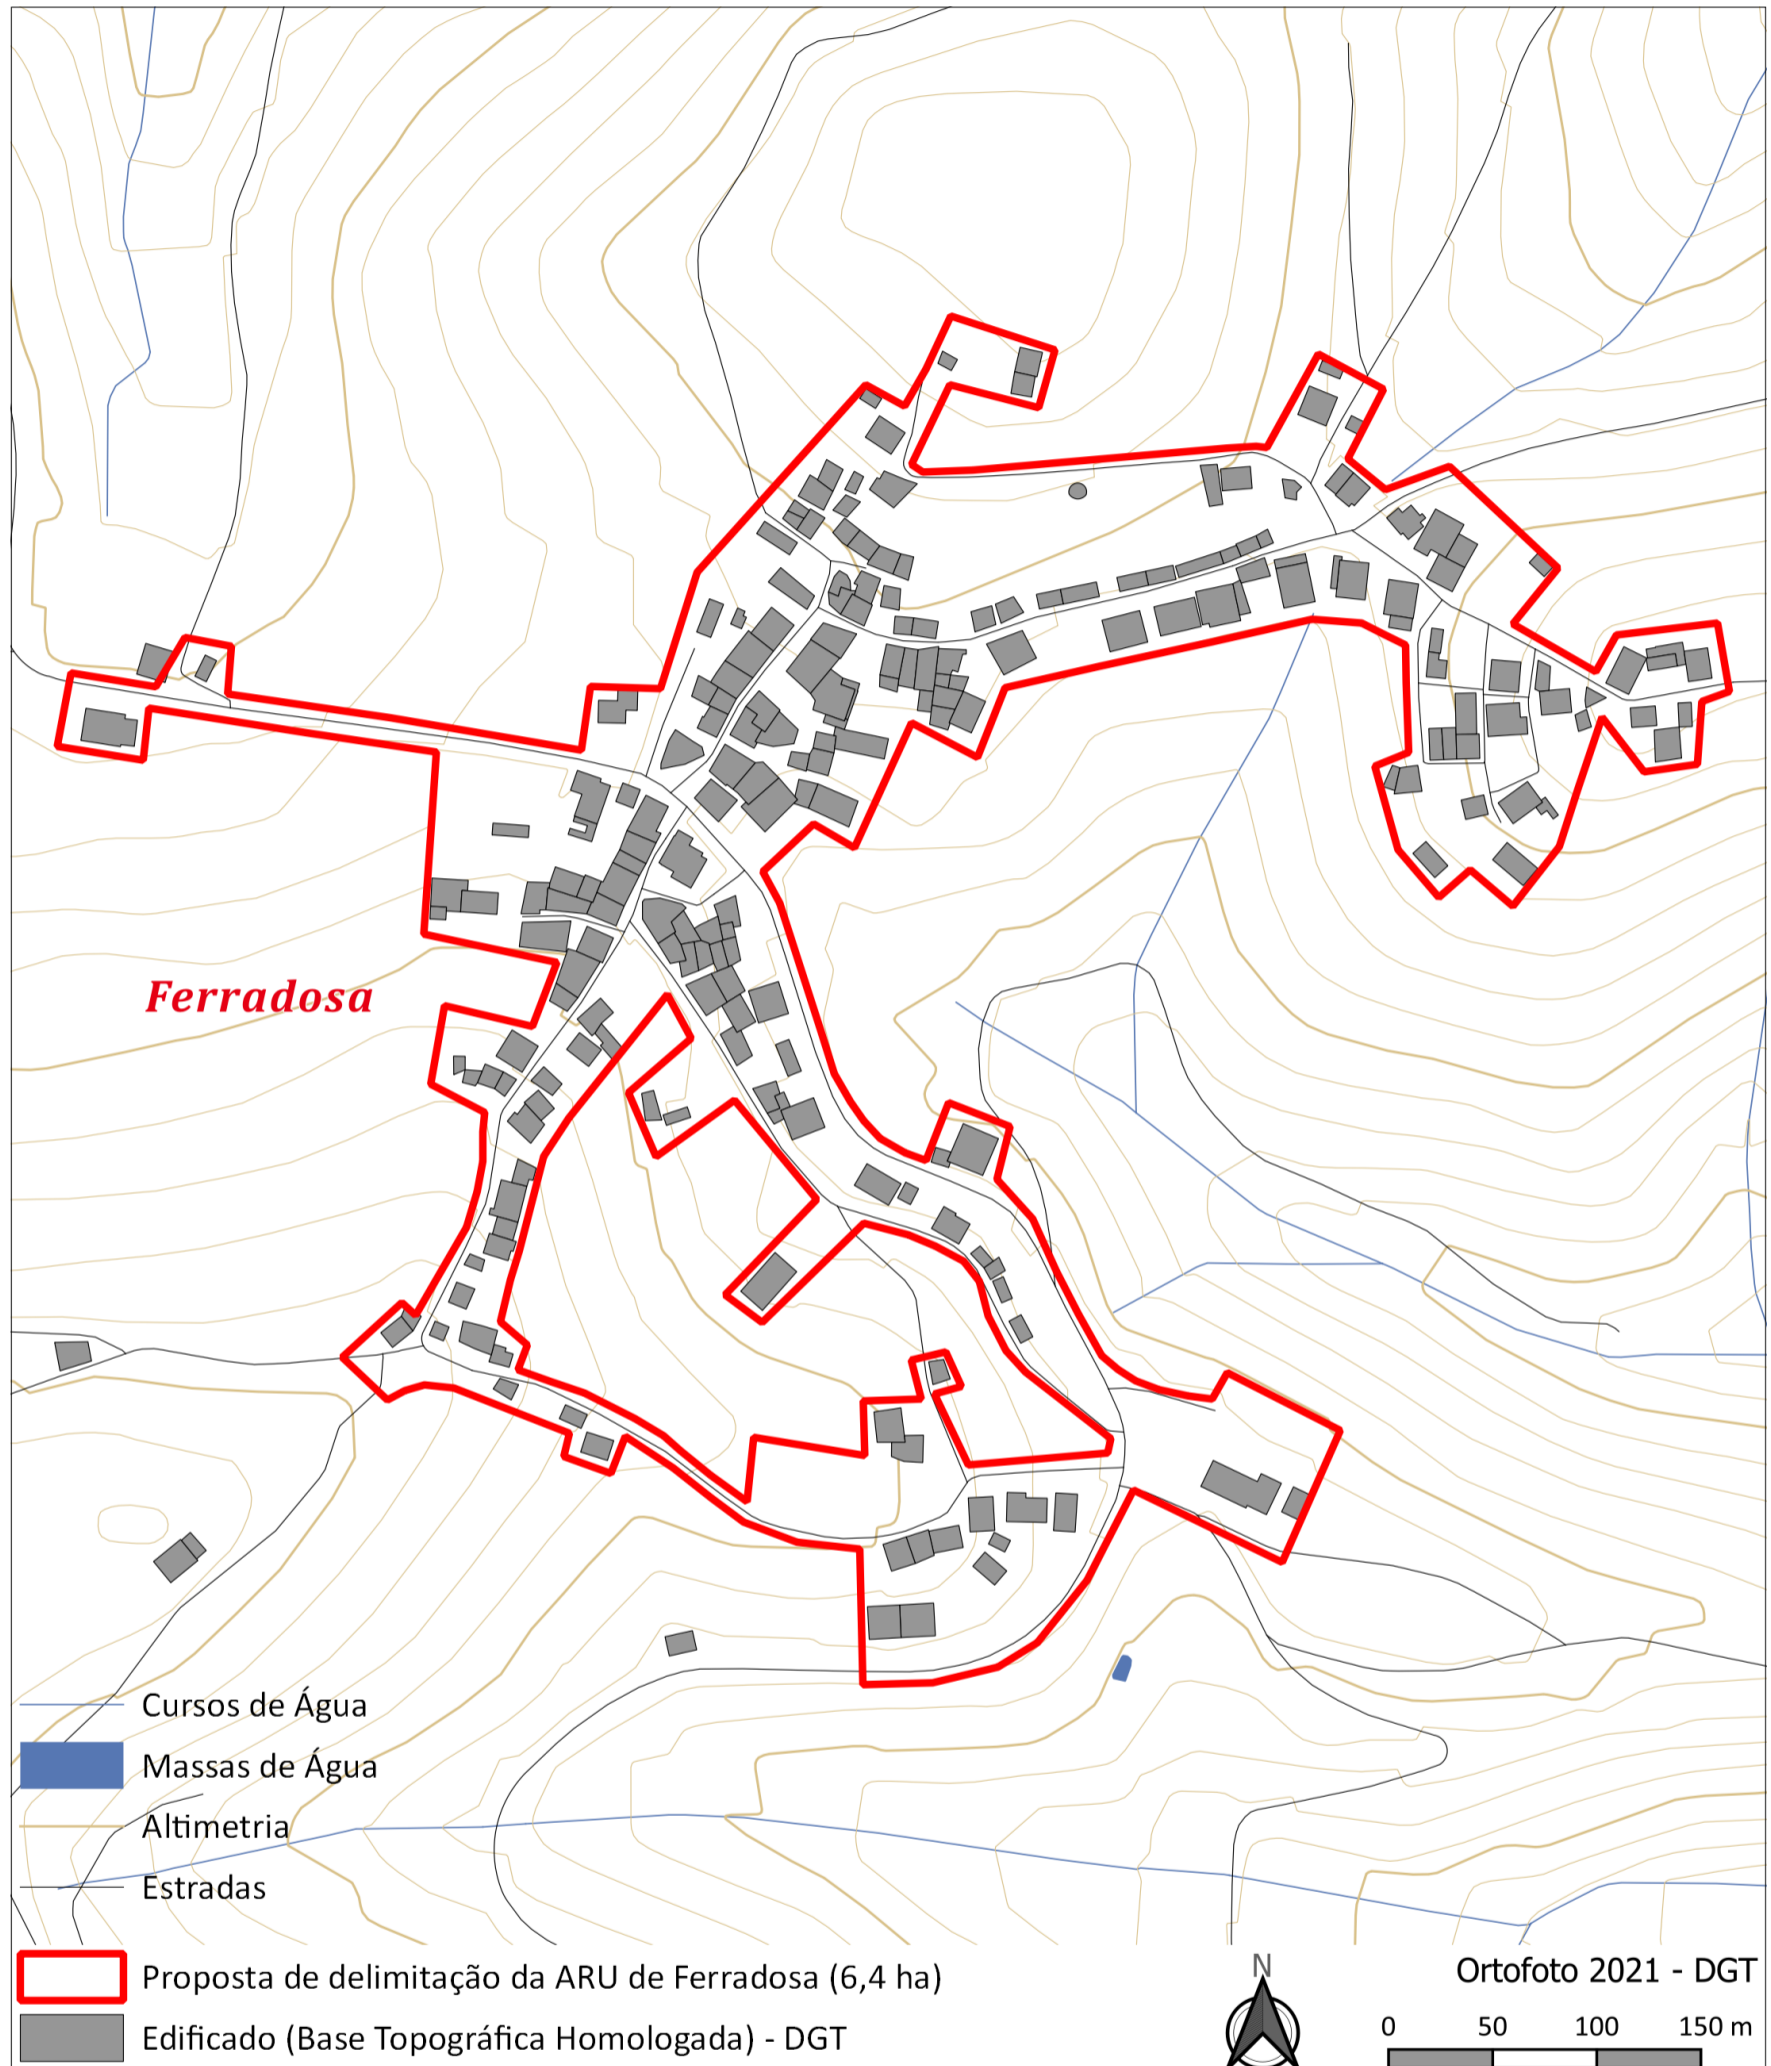 Ferradosa
Cursos de Água
Massas de Água
Altimetria
Estradas
Proposta de delimitação da ARU de Ferradosa (6,4 ha)
Edificado (Base Topográfica Homologada) - DGT
N
Ortofoto 2021 - DGT
0 50 100 150 m